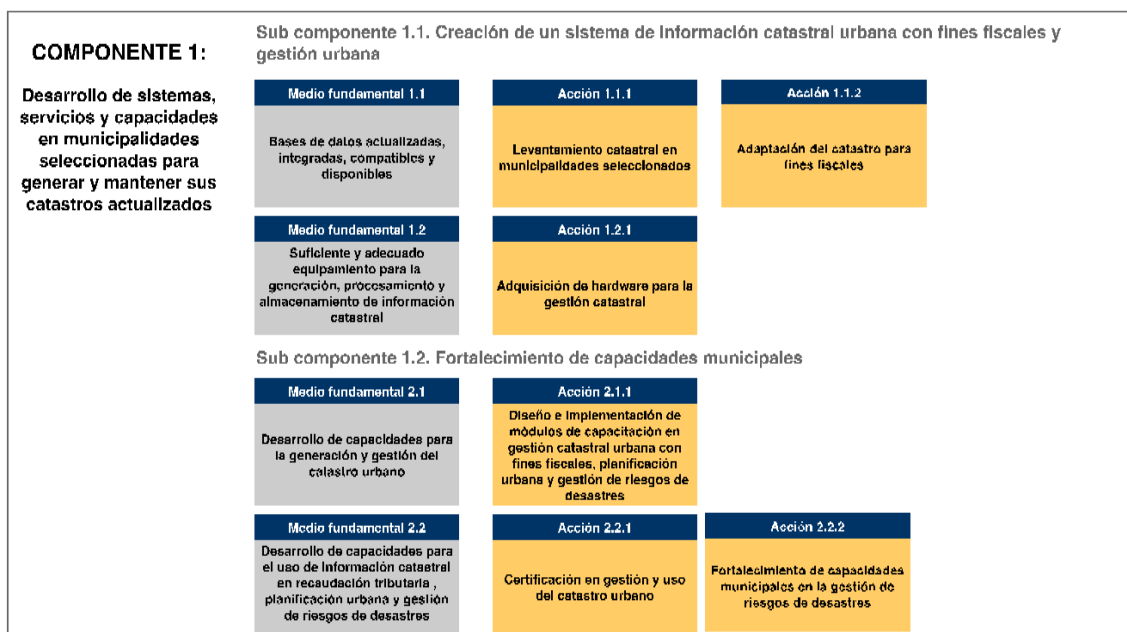 COMPONENTE 1:
Desarrollo de sistemas,
servicios y capacidades
en municipalidades
seleccionadas para
generar y mantener sus
catastros actualizados
Sub componente 1.1. Creación de un sistema de información catastral urbana con fines fiscales y
gestión urbana
Medio fundamental 1.1
Bases de datos actualizadas,
integradas, compatibles y
disponibles
Acción 1.1.1
Levantamiento catastral en
municipalidades seleccionados
Acción 1.1.2
Adaptación del catastro para
fines fiscales
Medio fundamental 1.2
Suficiente y adecuado
equipamiento para la
generación, procesamiento y
almacenamiento de información
catastral
Acción 1.2.1
Adquisición de hardware para la
gestión catastral
Sub componente 1.2. Fortalecimiento de capacidades municipales
Medio fundamental 2.1
Desarrollo de capacidades para
la generación y gestión del
catastro urbano
Acción 2.1.1
Diseño e implementación de
módulos de capacitación en
gestión catastral urbana con
fines fiscales, planificación
urbana y gestión de riesgos de
desastres
Medio fundamental 2.2
Desarrollo de capacidades para
el uso de información catastral
en recaudación tributaria ,
planificación urbana y gestión
de riesgos de desastres
Acción 2.2.1
Certificación en gestión y uso
del catastro urbano
Acción 2.2.2
Fortalecimiento de capacidades
municipales en la gestión de
riesgos de desastres